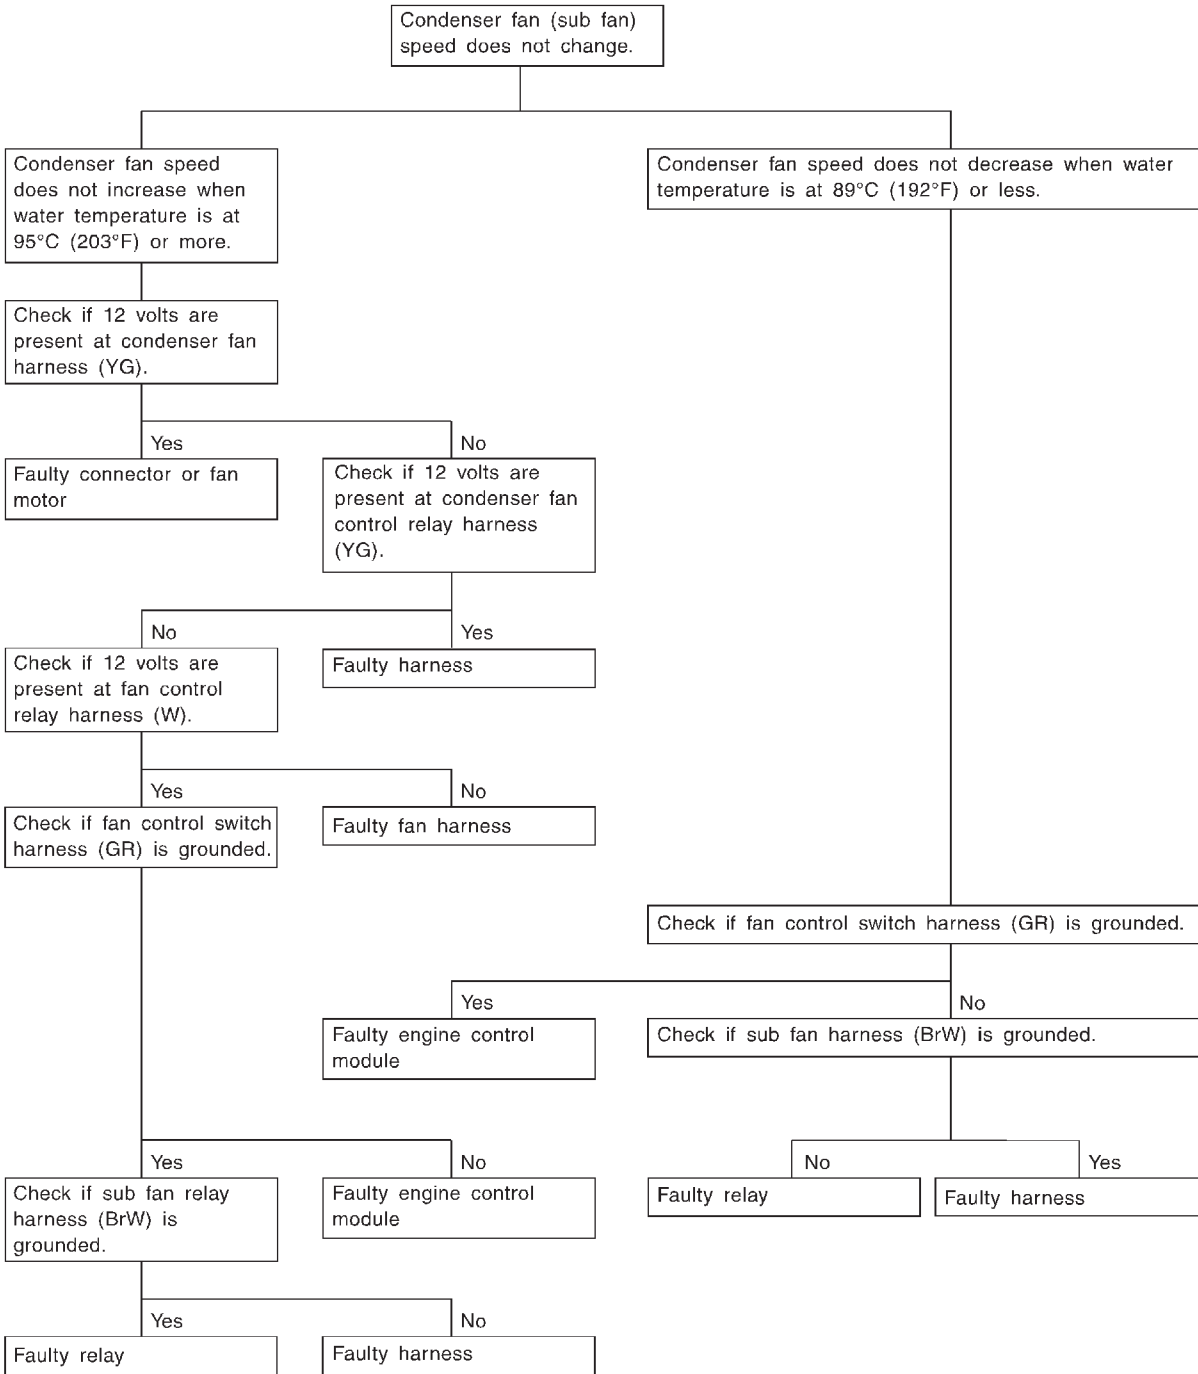 Condenser fan (sub fan)
speed does not change.
Condenser fan speed
does not increase when
water temperature is at
95°C (203°F) or more.
Condenser fan speed does not decrease when water
temperature is at 89°C (192°F) or less.
Check if 12 volts are
present at condenser fan
harness (YG).
Yes
No
Faulty connector or fan
motor
Check if 12 volts are
present at condenser fan
control relay harness
(YG).
No
Yes
Check if 12 volts are
present at fan control
relay harness (W).
Faulty harness
Yes
No
Check if fan control switch
harness (GR) is grounded.
Faulty fan harness
Check if fan control switch harness (GR) is grounded.
Yes
No
Faulty engine control
module
Check if sub fan harness (BrW) is grounded.
Yes
No
No
Yes
Check if sub fan relay
harness (BrW) is
grounded.
Faulty engine control
module
Faulty relay
Faulty harness
Yes
No
Faulty relay
Faulty harness